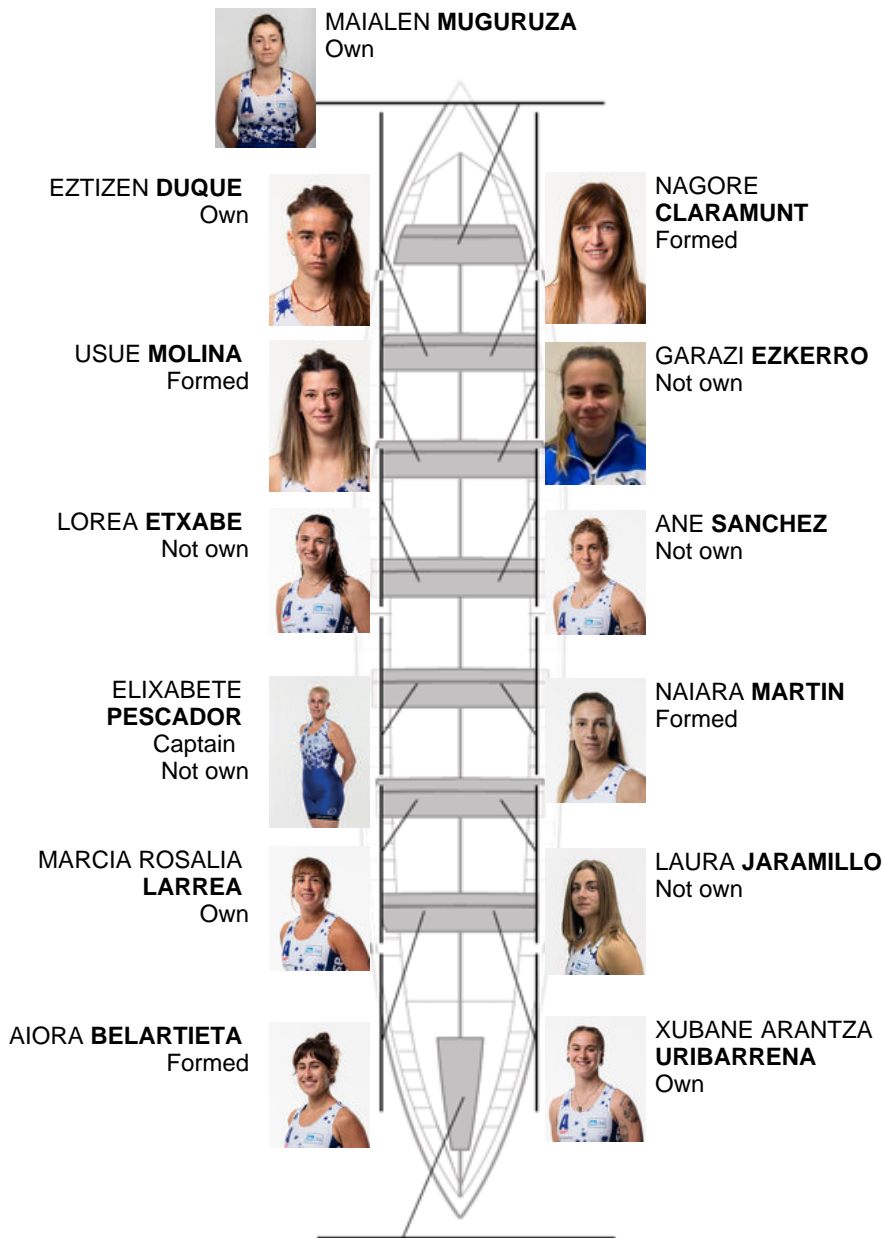 MAIALEN MUGURUZA
Own
EZTIZEN DUQUE
Own
NAGORE
CLARAMUNT
Formed
USUE MOLINA
Formed
GARAZI EZKERRO
Not own
LOREA ETXABE
Not own
ANE SANCHEZ
Not own
ELIXABETE
PESCADOR
Captain
Not own
NAIARA MARTIN
Formed
MARCIA ROSALIA
LARREA
Own
LAURA JARAMILLO
Not own
AIORA BELARTIETA
Formed
XUBANE ARANTZA
URIBARRENA
Own